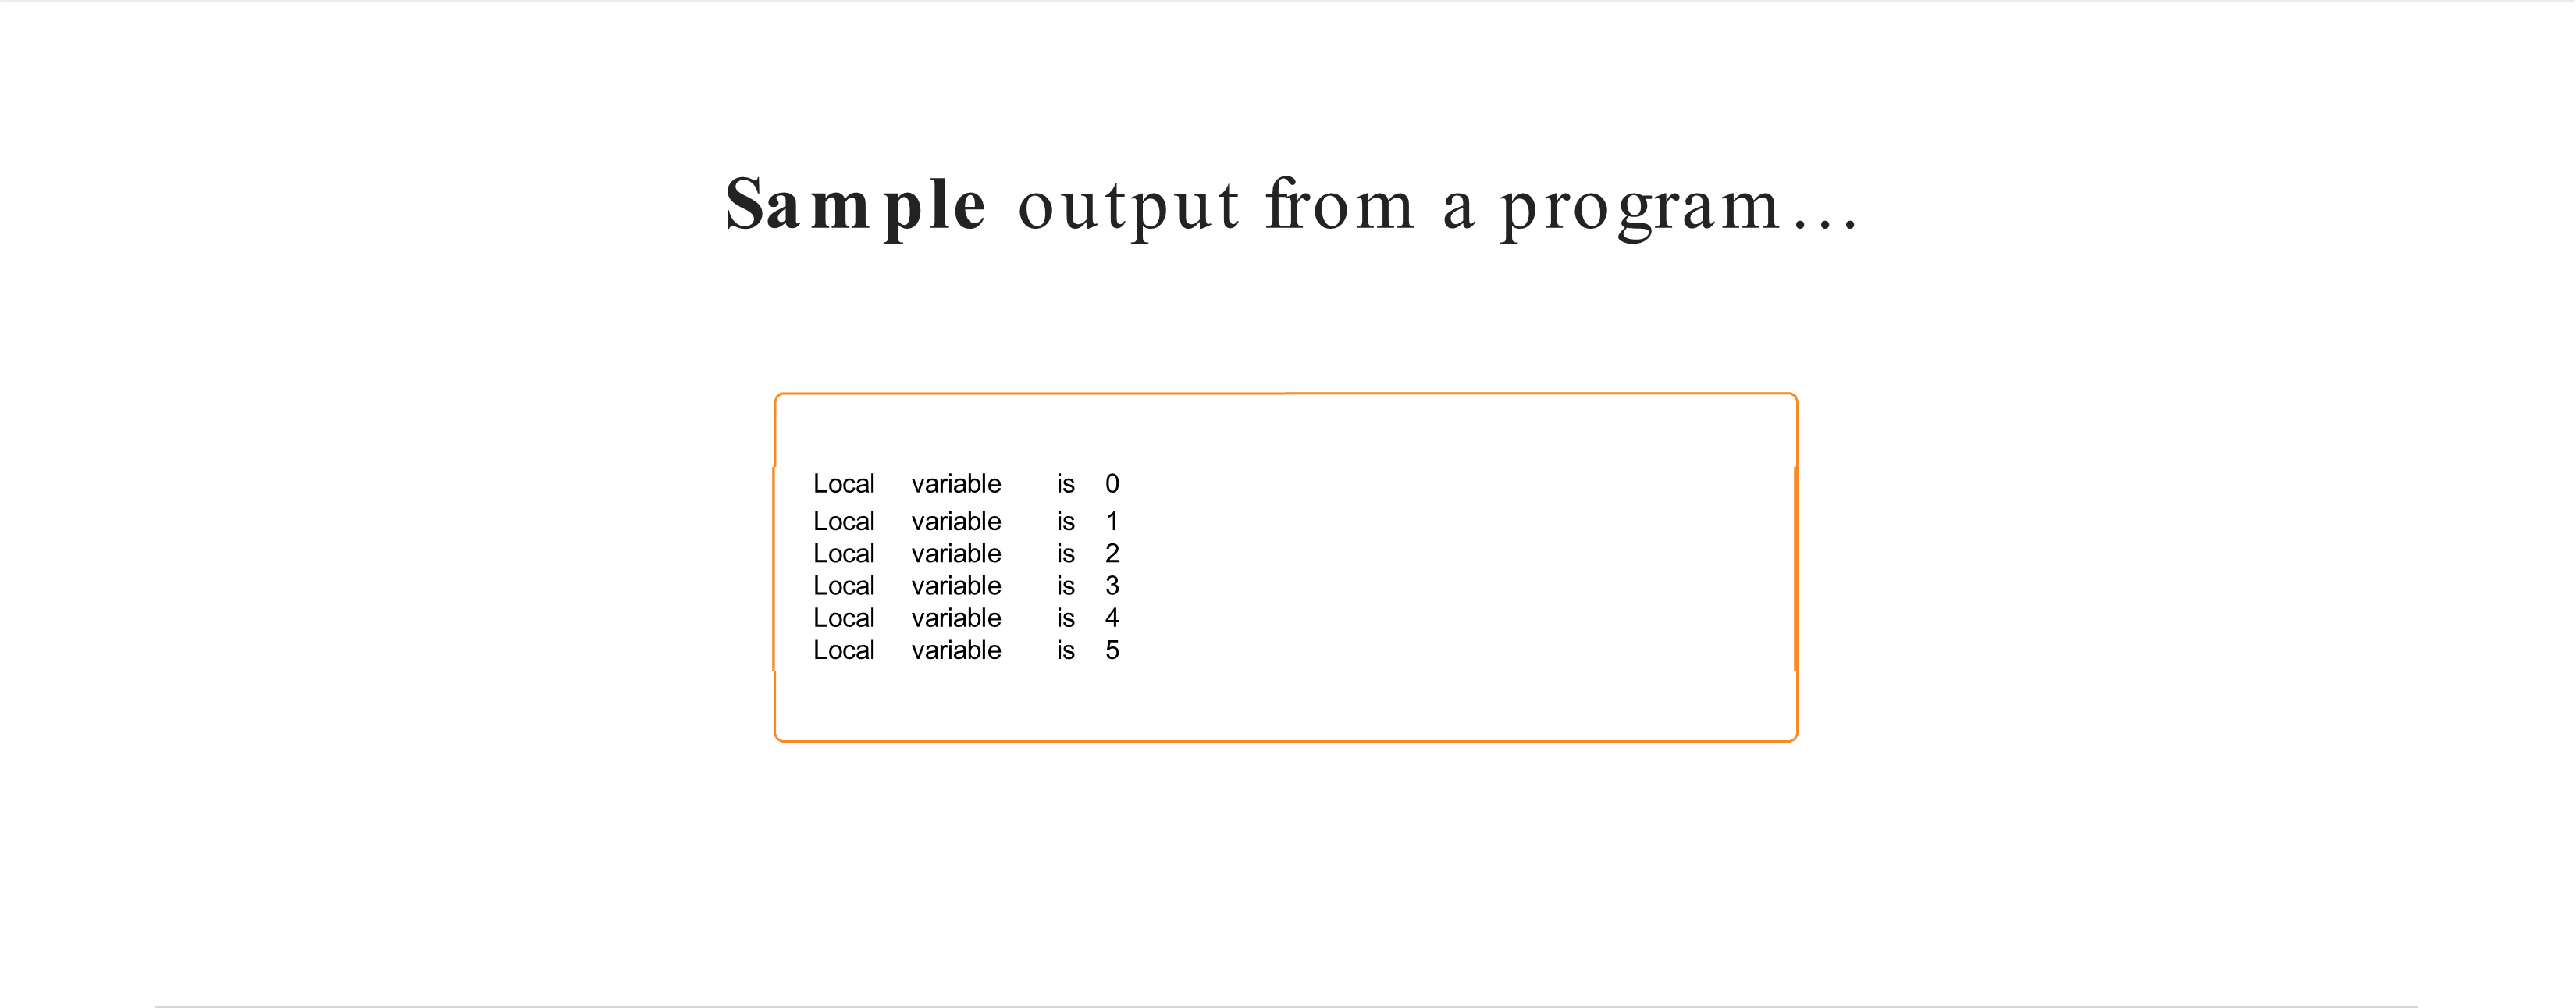 Sample output from a program...
Local variable is 0
Local variable is 1
Local variable is 2
Local variable is 3
Local variable is 4
Local variable is 5